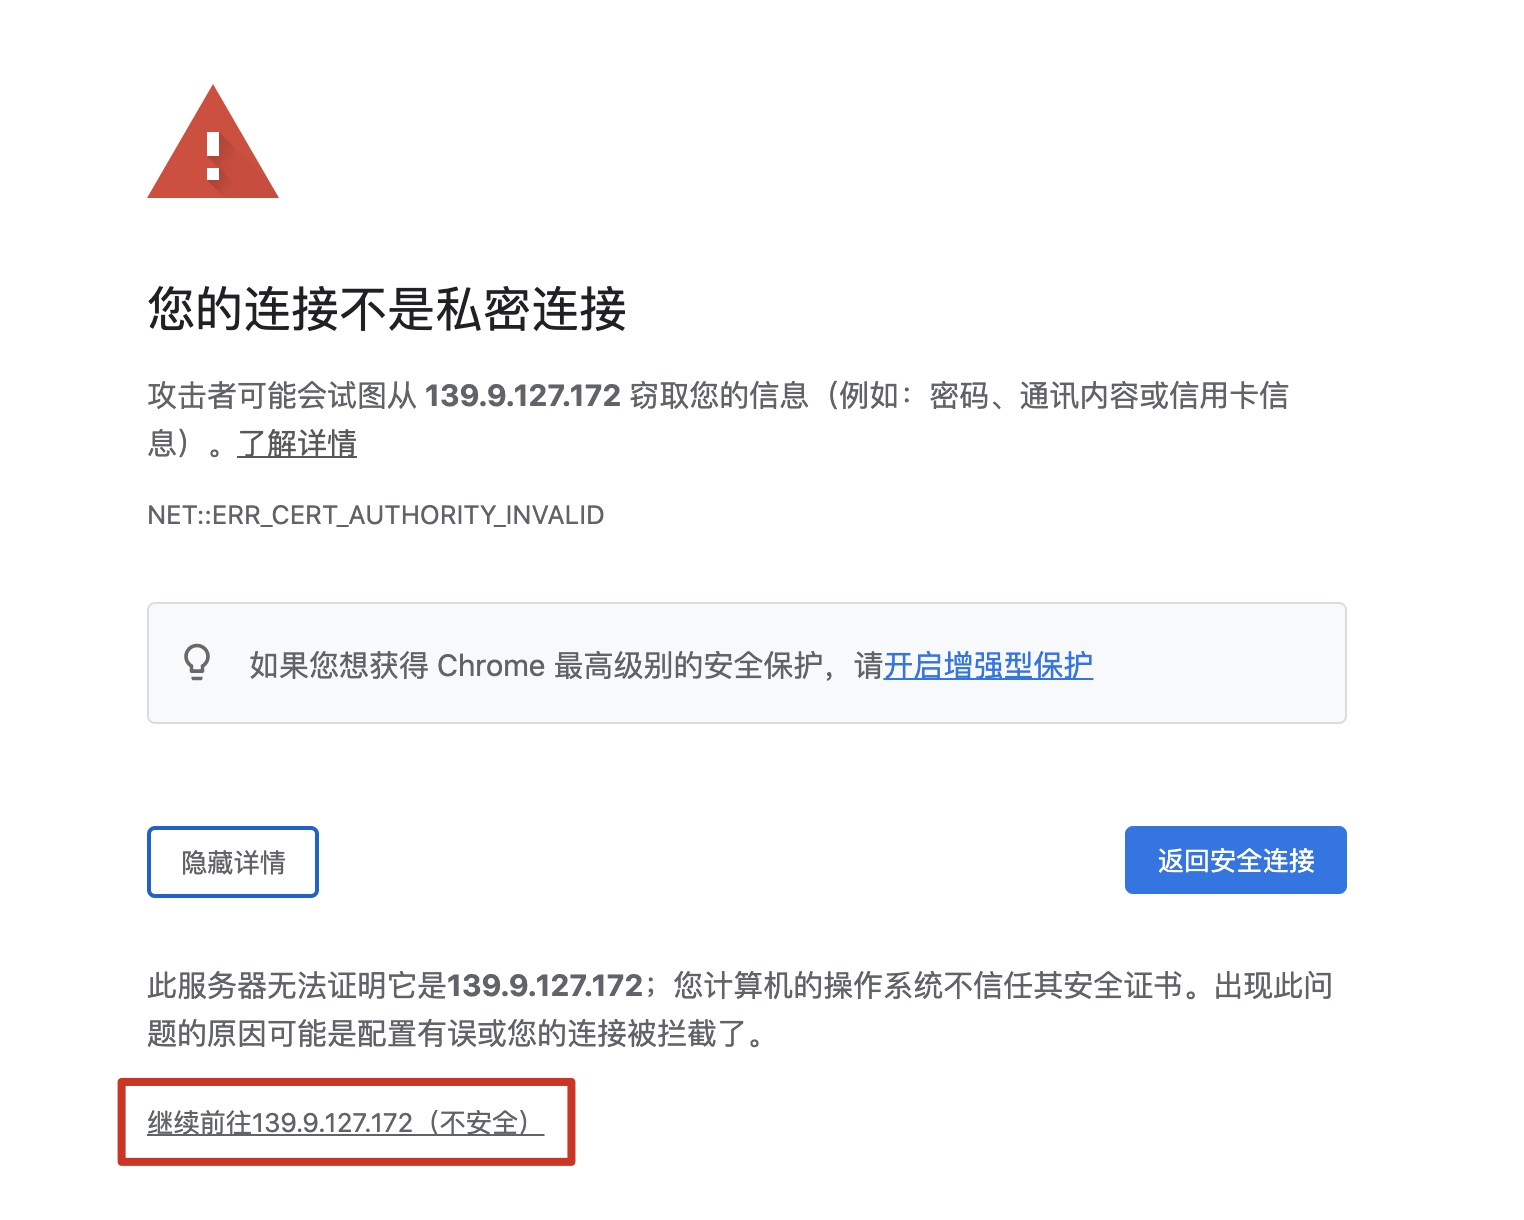 您的连接不是私密连接
攻击者可能会试图从 139.9.127.172 窃取您的信息（例如：密码、通讯内容或信用卡信
息）。了解详情
NET::ERR_CERT_AUTHORITY_INVALID
如果您想获得 Chrome 最高级别的安全保护，请开启增强型保护
隐藏详情
返回安全连接
此服务器无法证明它是139.9.127.172；您计算机的操作系统不信任其安全证书。出现此问
题的原因可能是配置有误或您的连接被拦截了。
继续前往139.9.127.172（不安全）